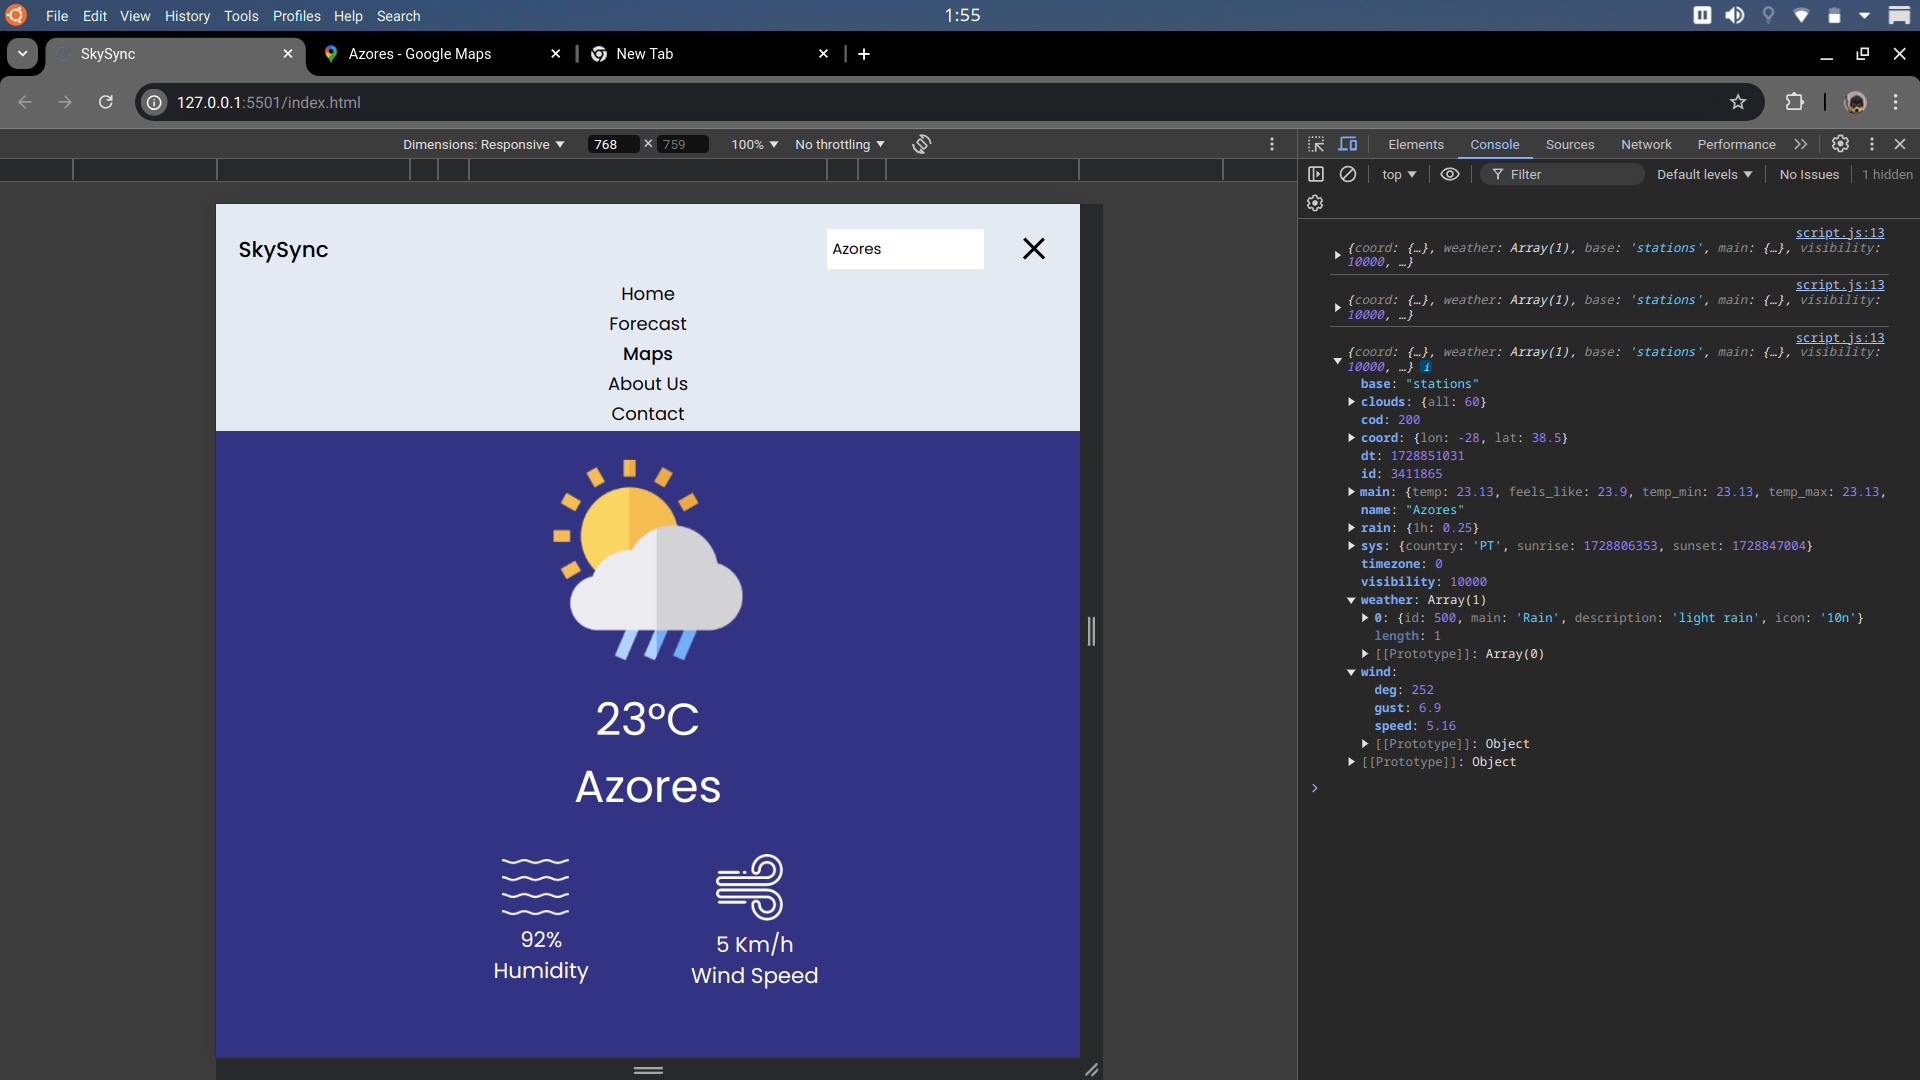 File Edit View History Tools Profiles Help Search 1:55
SkySync Azores - Google Maps New Tab
127.0.0.1:5501/index.html
Dimensions: Responsive 768 × 759 100% No throttling
Elements Console Sources Network Performance
top Filter Default levels No Issues 1 hidden
SkySync Azores
Home
Forecast
Maps
About Us
Contact
23°C
Azores
92%
Humidity
5 Km/h
Wind Speed
script.js:13
{coord: {…}, weather: Array(1), base: 'stations', main: {…}, visibility:
10000, …}
script.js:13
{coord: {…}, weather: Array(1), base: 'stations', main: {…}, visibility:
10000, …}
script.js:13
{coord: {…}, weather: Array(1), base: 'stations', main: {…}, visibility:
10000, …} i
base: "stations"
clouds: {all: 60}
cod: 200
coord: {lon: -28, lat: 38.5}
dt: 1728851031
id: 3411865
main: {temp: 23.13, feels_like: 23.9, temp_min: 23.13, temp_max: 23.13,
name: "Azores"
rain: {1h: 0.25}
sys: {country: 'PT', sunrise: 1728806353, sunset: 1728847004}
timezone: 0
visibility: 10000
weather: Array(1)
0: {id: 500, main: 'Rain', description: 'light rain', icon: '10n'}
length: 1
[[Prototype]]: Array(0)
wind:
deg: 252
gust: 6.9
speed: 5.16
[[Prototype]]: Object
[[Prototype]]: Object